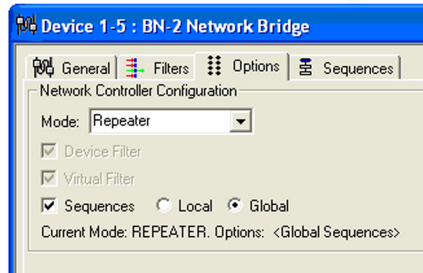 Device 1-5 : BN-2 Network Bridge
General Filters Options Sequences
Network Controller Configuration
Mode: Repeater
Device Filter
Virtual Filter
Sequences Local Global
Current Mode: REPEATER. Options: <Global Sequences>